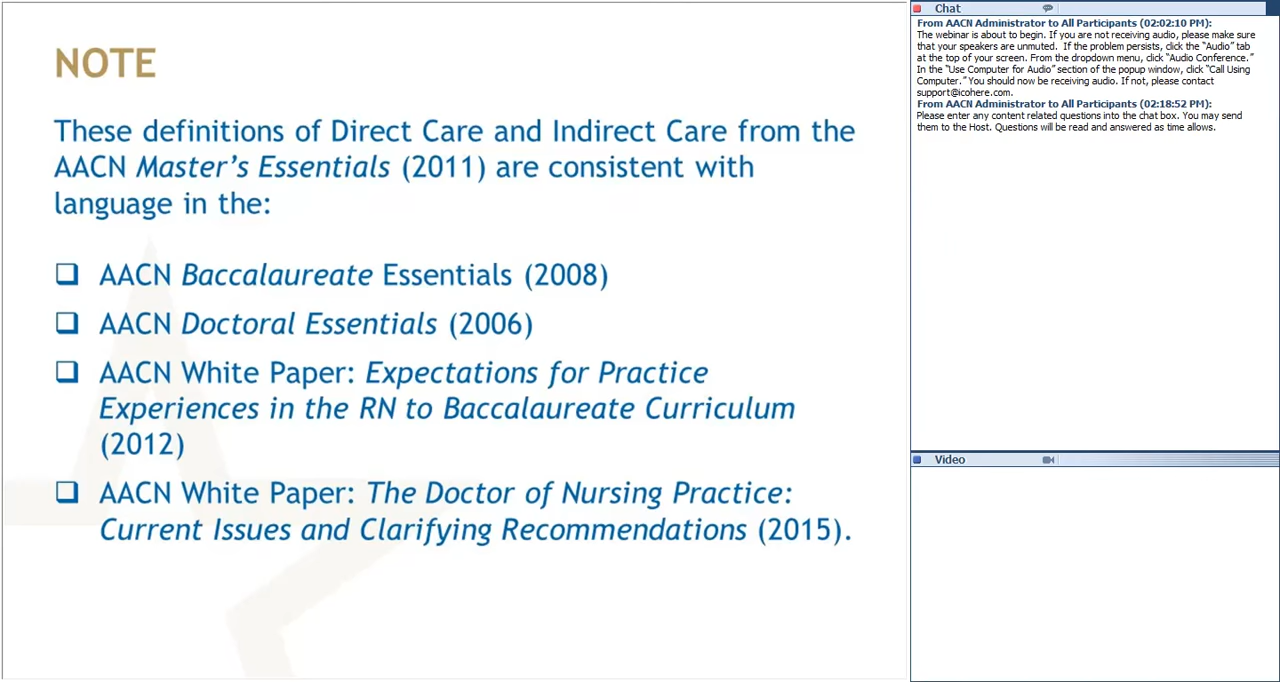 NOTE
These definitions of Direct Care and Indirect Care from the
AACN Master's Essentials (2011) are consistent with
language in the:
❑ AACN Baccalaureate Essentials (2008)
❑ AACN Doctoral Essentials (2006)
❑ AACN White Paper: Expectations for Practice
Experiences in the RN to Baccalaureate Curriculum
(2012)
❑ AACN White Paper: The Doctor of Nursing Practice:
Current Issues and Clarifying Recommendations (2015).
Chat
From AACN Administrator to All Participants (02:02:10 PM):
The webinar is about to begin. If you are not receiving audio, please make sure
that your speakers are unmuted.  If the problem persists, click the "Audio" tab
at the top of your screen. From the dropdown menu, click "Audio Conference."
In the "Use Computer for Audio" section of the popup window, click "Call Using
Computer." You should now be receiving audio. If not, please contact
support@icohere.com.
From AACN Administrator to All Participants (02:18:52 PM):
Please enter any content related questions into the chat box. You may send
them to the Host. Questions will be read and answered as time allows.
Video